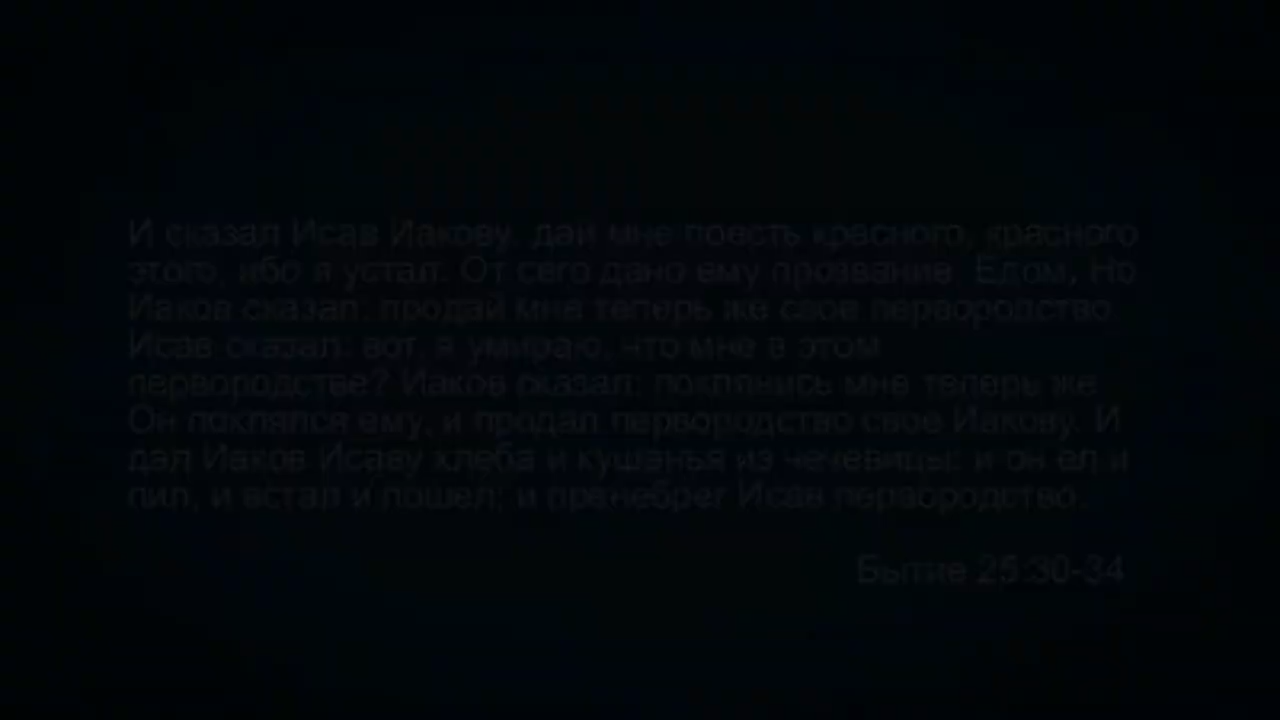 И сказал Исав Иакову: дай мне поесть красного, красного
этого, ибо я устал. От сего дано ему прозвание: Едом. Но
Иаков сказал: продай мне теперь же свое первородство.
Исав сказал: вот, я умираю, что мне в этом
первородстве? Иаков сказал: поклянись мне теперь же.
Он поклялся ему, и продал первородство свое Иакову. И
дал Иаков Исаву хлеба и кушанья из чечевицы; и он ел и
пил, и встал и пошел; и пренебрег Исав первородство.
Бытие 25:30-34